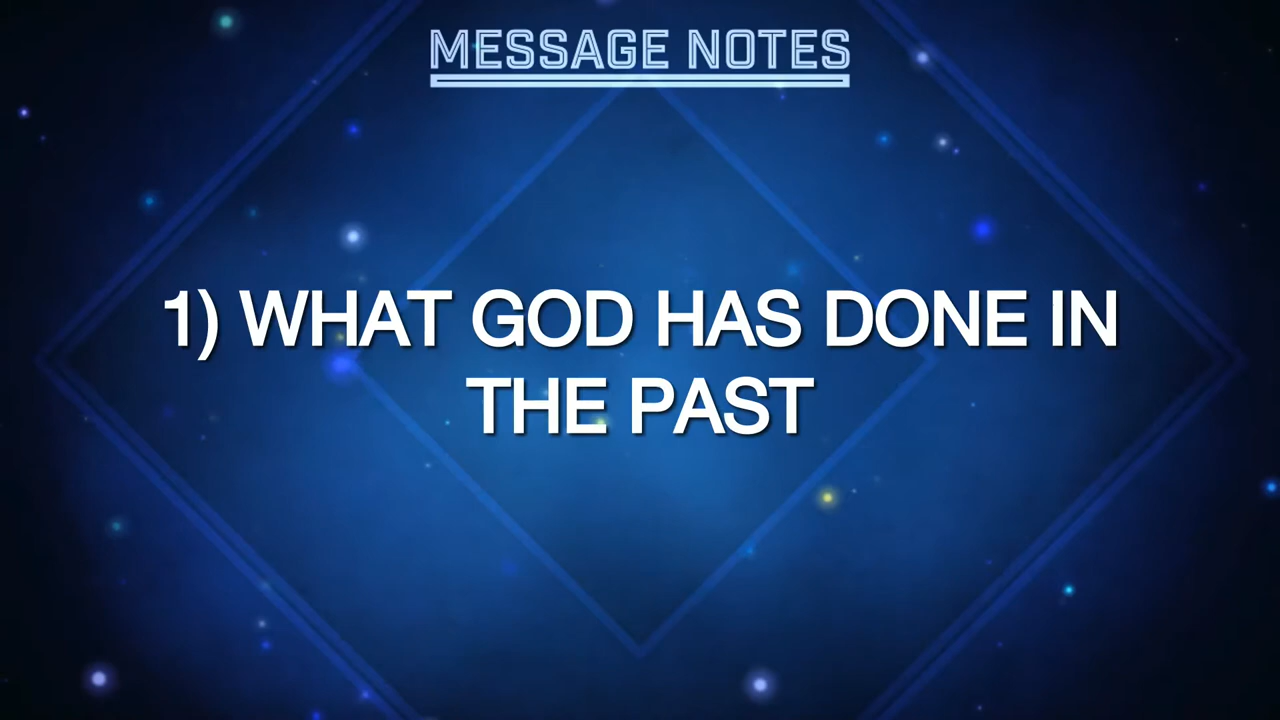 MESSAGE NOTES
1) WHAT GOD HAS DONE IN
THE PAST